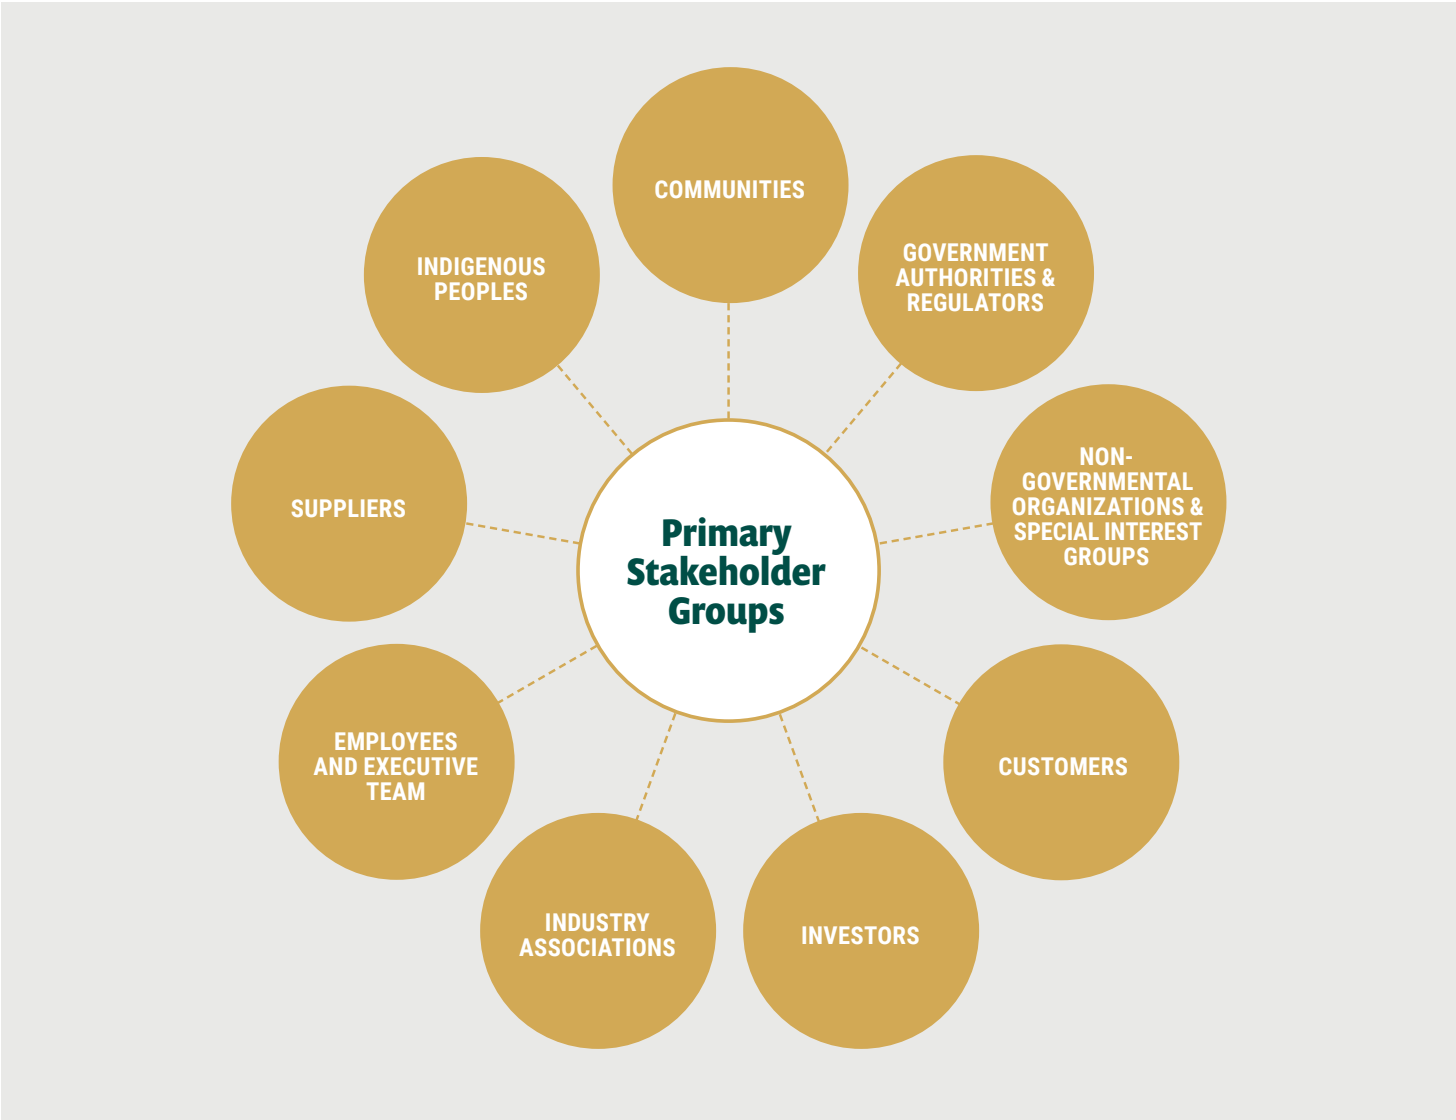 COMMUNITIES
GOVERNMENT
AUTHORITIES &
REGULATORS
NON-
GOVERNMENTAL
ORGANIZATIONS &
SPECIAL INTEREST
GROUPS
CUSTOMERS
INVESTORS
INDUSTRY
ASSOCIATIONS
EMPLOYEES
AND EXECUTIVE
TEAM
SUPPLIERS
INDIGENOUS
PEOPLES
Primary
Stakeholder
Groups